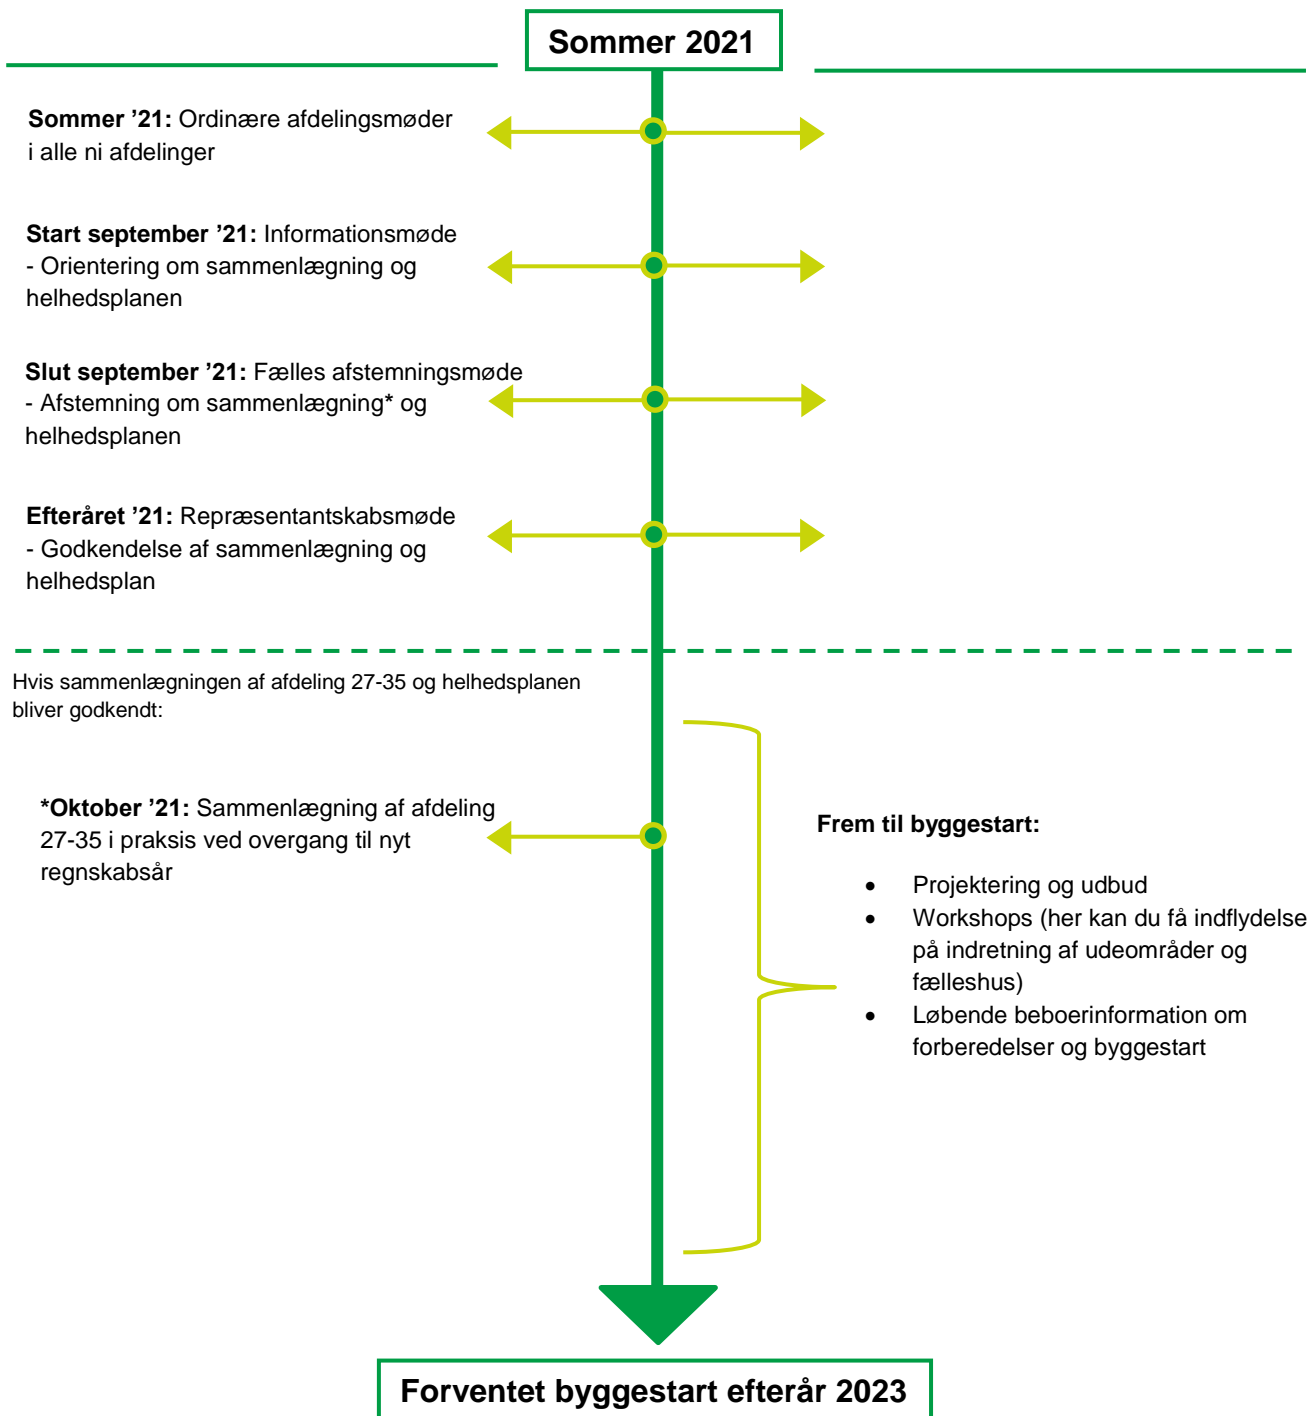 Sommer 2021
Sommer ’21: Ordinære afdelingsmøder
i alle ni afdelinger
Start september ’21: Informationsmøde
- Orientering om sammenlægning og
helhedsplanen
Slut september ’21: Fælles afstemningsmøde
- Afstemning om sammenlægning* og
helhedsplanen
Efteråret ’21: Repræsentantskabsmøde
- Godkendelse af sammenlægning og
helhedsplan
Hvis sammenlægningen af afdeling 27-35 og helhedsplanen
bliver godkendt:
*Oktober ’21: Sammenlægning af afdeling
27-35 i praksis ved overgang til nyt
regnskabsår
Frem til byggestart:
• Projektering og udbud
• Workshops (her kan du få indflydelse
på indretning af udeområder og
fælleshus)
• Løbende beboerinformation om
forberedelser og byggestart
Forventet byggestart efterår 2023